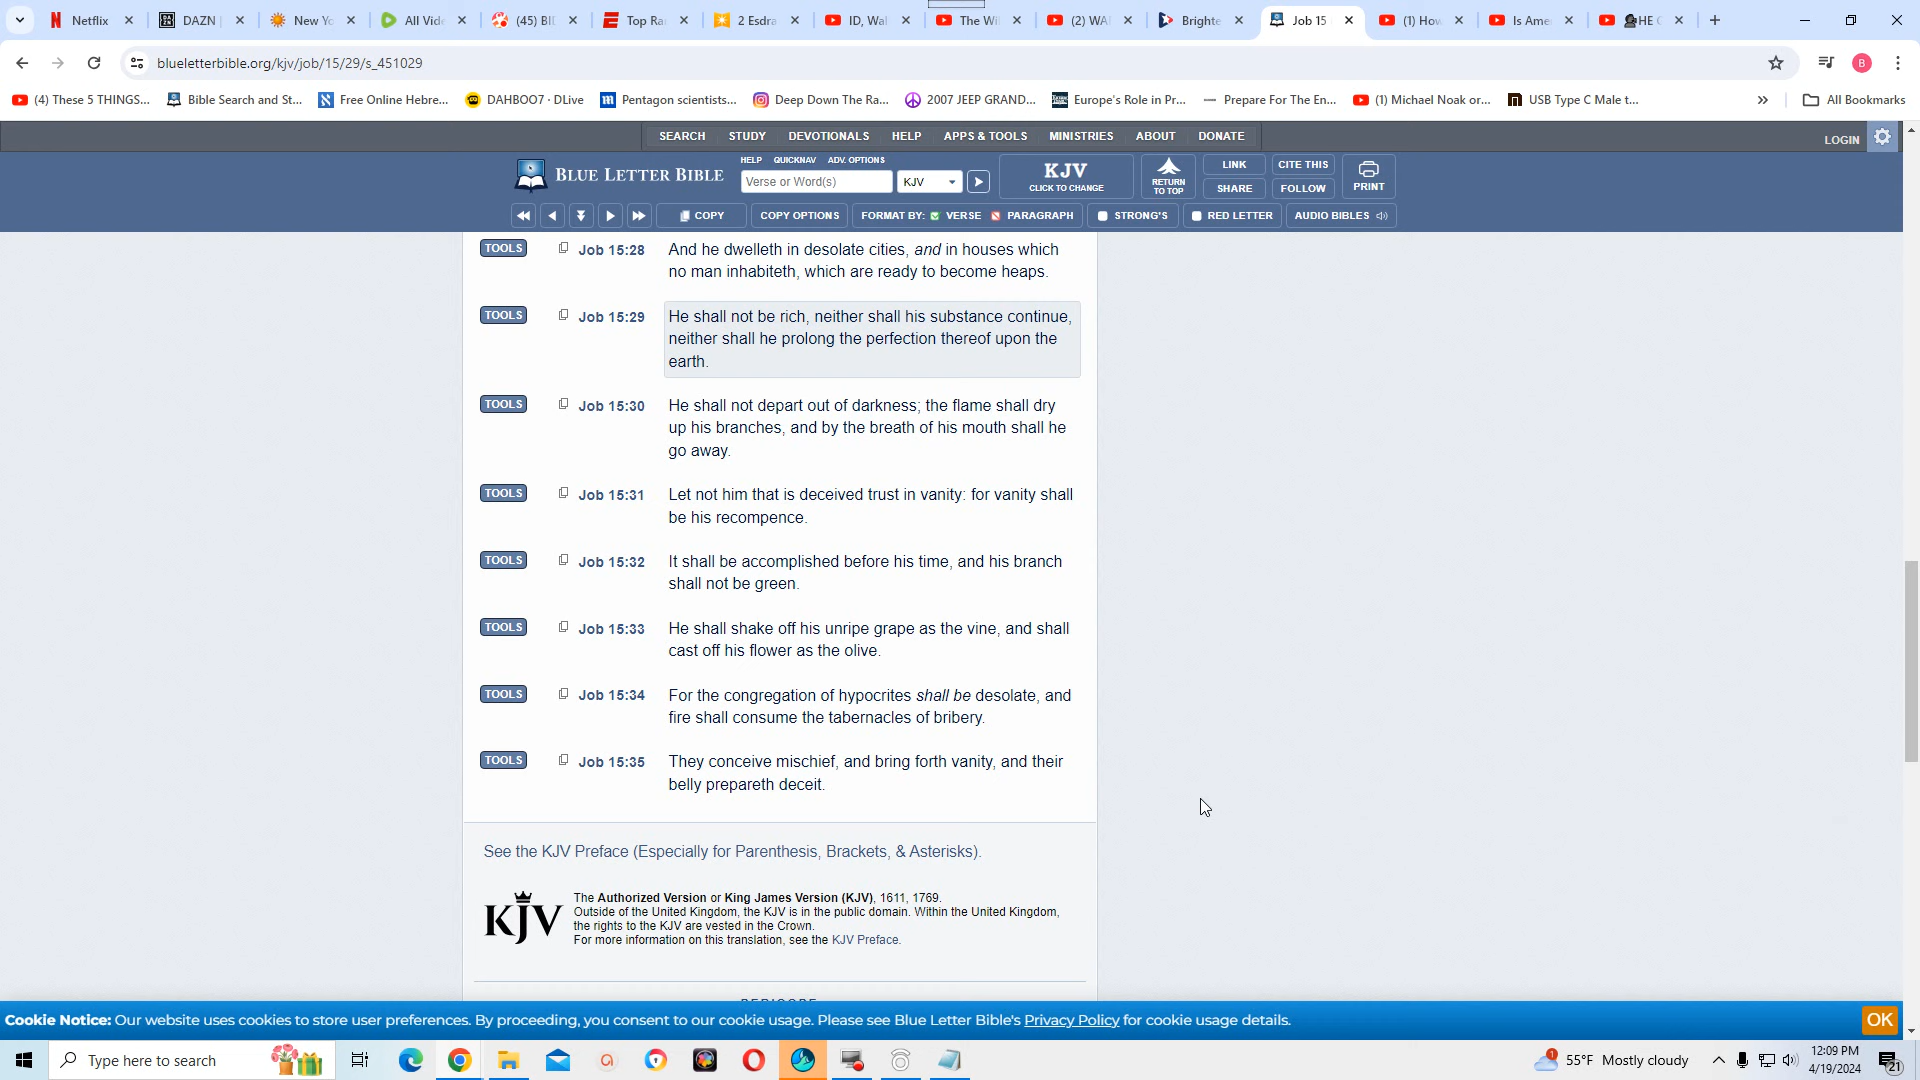 Netflix
DAZN
New Yo
All Vide
(45) BI
Top Ra
2 Esdra
ID, Wal
The Wi
(2) WA
Brighte
Job 15
(1) How
Is Ame
HE
blueletterbible.org/kjv/job/15/29/s_451029
B
(4) These 5 THINGS...
Bible Search and St...
Free Online Hebre...
DAHBOO7 · DLive
Pentagon scientists...
Deep Down The Ra...
2007 JEEP GRAND...
Europe's Role in Pr...
Prepare For The En...
(1) Michael Noak or...
USB Type C Male t...
All Bookmarks
SEARCH STUDY DEVOTIONALS HELP APPS & TOOLS MINISTRIES ABOUT DONATE
LOGIN
BLUE LETTER BIBLE
HELP QUICKNAV ADV. OPTIONS
Verse or Word(s)
KJV
KJV
CLICK TO CHANGE
RETURN
TO TOP
LINK
CITE THIS
SHARE
FOLLOW
PRINT
COPY
COPY OPTIONS
FORMAT BY: VERSE PARAGRAPH
STRONG'S
RED LETTER
AUDIO BIBLES
TOOLS Job 15:28 And he dwelleth in desolate cities, and in houses which
no man inhabiteth, which are ready to become heaps.
TOOLS Job 15:29 He shall not be rich, neither shall his substance continue,
neither shall he prolong the perfection thereof upon the
earth.
TOOLS Job 15:30 He shall not depart out of darkness; the flame shall dry
up his branches, and by the breath of his mouth shall he
go away.
TOOLS Job 15:31 Let not him that is deceived trust in vanity: for vanity shall
be his recompence.
TOOLS Job 15:32 It shall be accomplished before his time, and his branch
shall not be green.
TOOLS Job 15:33 He shall shake off his unripe grape as the vine, and shall
cast off his flower as the olive.
TOOLS Job 15:34 For the congregation of hypocrites shall be desolate, and
fire shall consume the tabernacles of bribery.
TOOLS Job 15:35 They conceive mischief, and bring forth vanity, and their
belly prepareth deceit.
See the KJV Preface (Especially for Parenthesis, Brackets, & Asterisks).
KJV
The Authorized Version or King James Version (KJV), 1611, 1769.
Outside of the United Kingdom, the KJV is in the public domain. Within the United Kingdom,
the rights to the KJV are vested in the Crown.
For more information on this translation, see the KJV Preface.
Cookie Notice: Our website uses cookies to store user preferences. By proceeding, you consent to our cookie usage. Please see Blue Letter Bible's Privacy Policy for cookie usage details.
OK
Type here to search
55°F Mostly cloudy
12:09 PM
4/19/2024
21